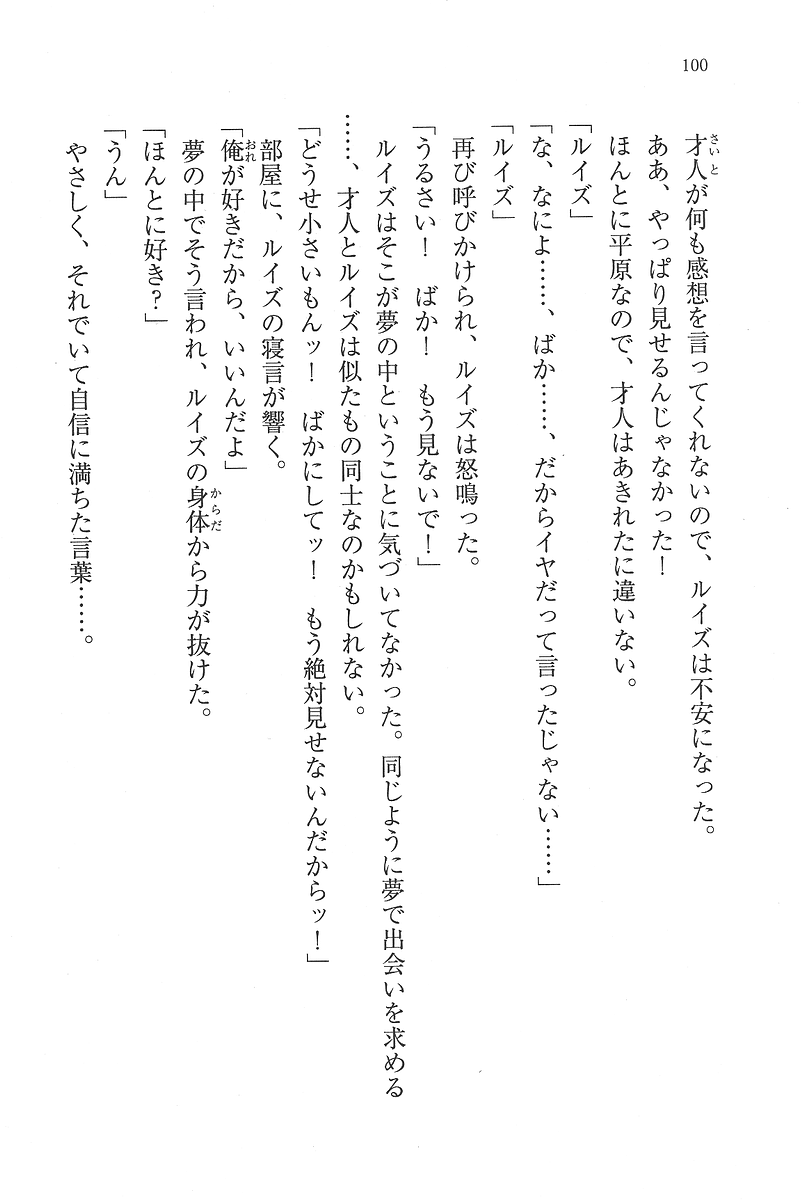 100
才人が何も感想を言ってくれないので、ルイズは不安になった。
ああ、やっぱり見せるんじゃなかった!
ほんとに平原なので、才人はあきれたに違いない。
「ルイズ」
「な、なによ……、ばか……、だからイヤだって言ったじゃない……」
「ルイズ」
再び呼びかけられ、ルイズは怒鳴った。
「うるさい! ばか! もう見ないで!」
ルイズはそこが夢の中ということに気づいてなかった。同じように夢で出会いを求める
……、才人とルイズは似たもの同士なのかもしれない。
「どうせ小さいもんッ! ばかにしてッ! もう絶対見せないんだからッ!」
部屋に、ルイズの寝言が響く。
「俺が好きだから、いいんだよ」
夢の中でそう言われ、ルイズの身体から力が抜けた。
「ほんとに好き?」
「うん」
やさしく、それでいて自信に満ちた言葉……。